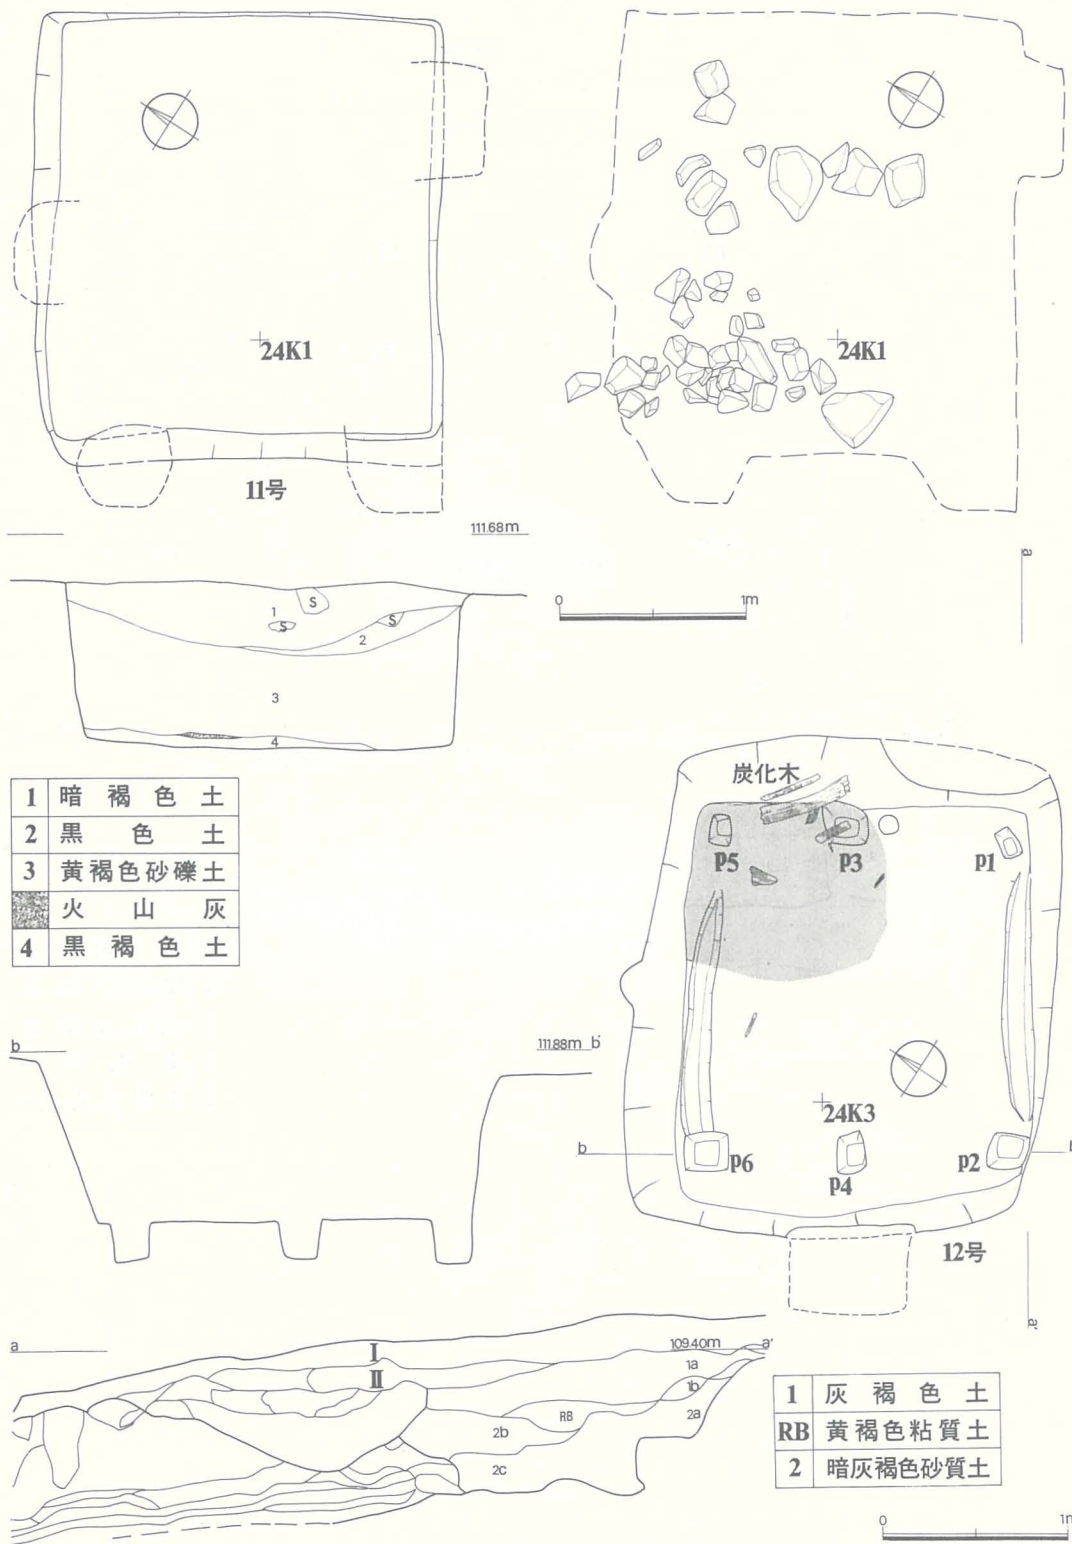 24K1
24K1
11号
111.68m
0 1m
a
S
1
S
S
2
3
4
1 暗褐色土
2 黒色土
3 黄褐色砂礫土
火山灰
4 黒褐色土
炭化木
p5
p3
p1
24K3
b
p6
p4
p2
12号
a'
b
111.88m b'
a
I
II
109.40m a'
1a
1b
2a
RB
2b
2c
1 灰褐色土
RB 黄褐色粘質土
2 暗灰褐色砂質土
0 1m